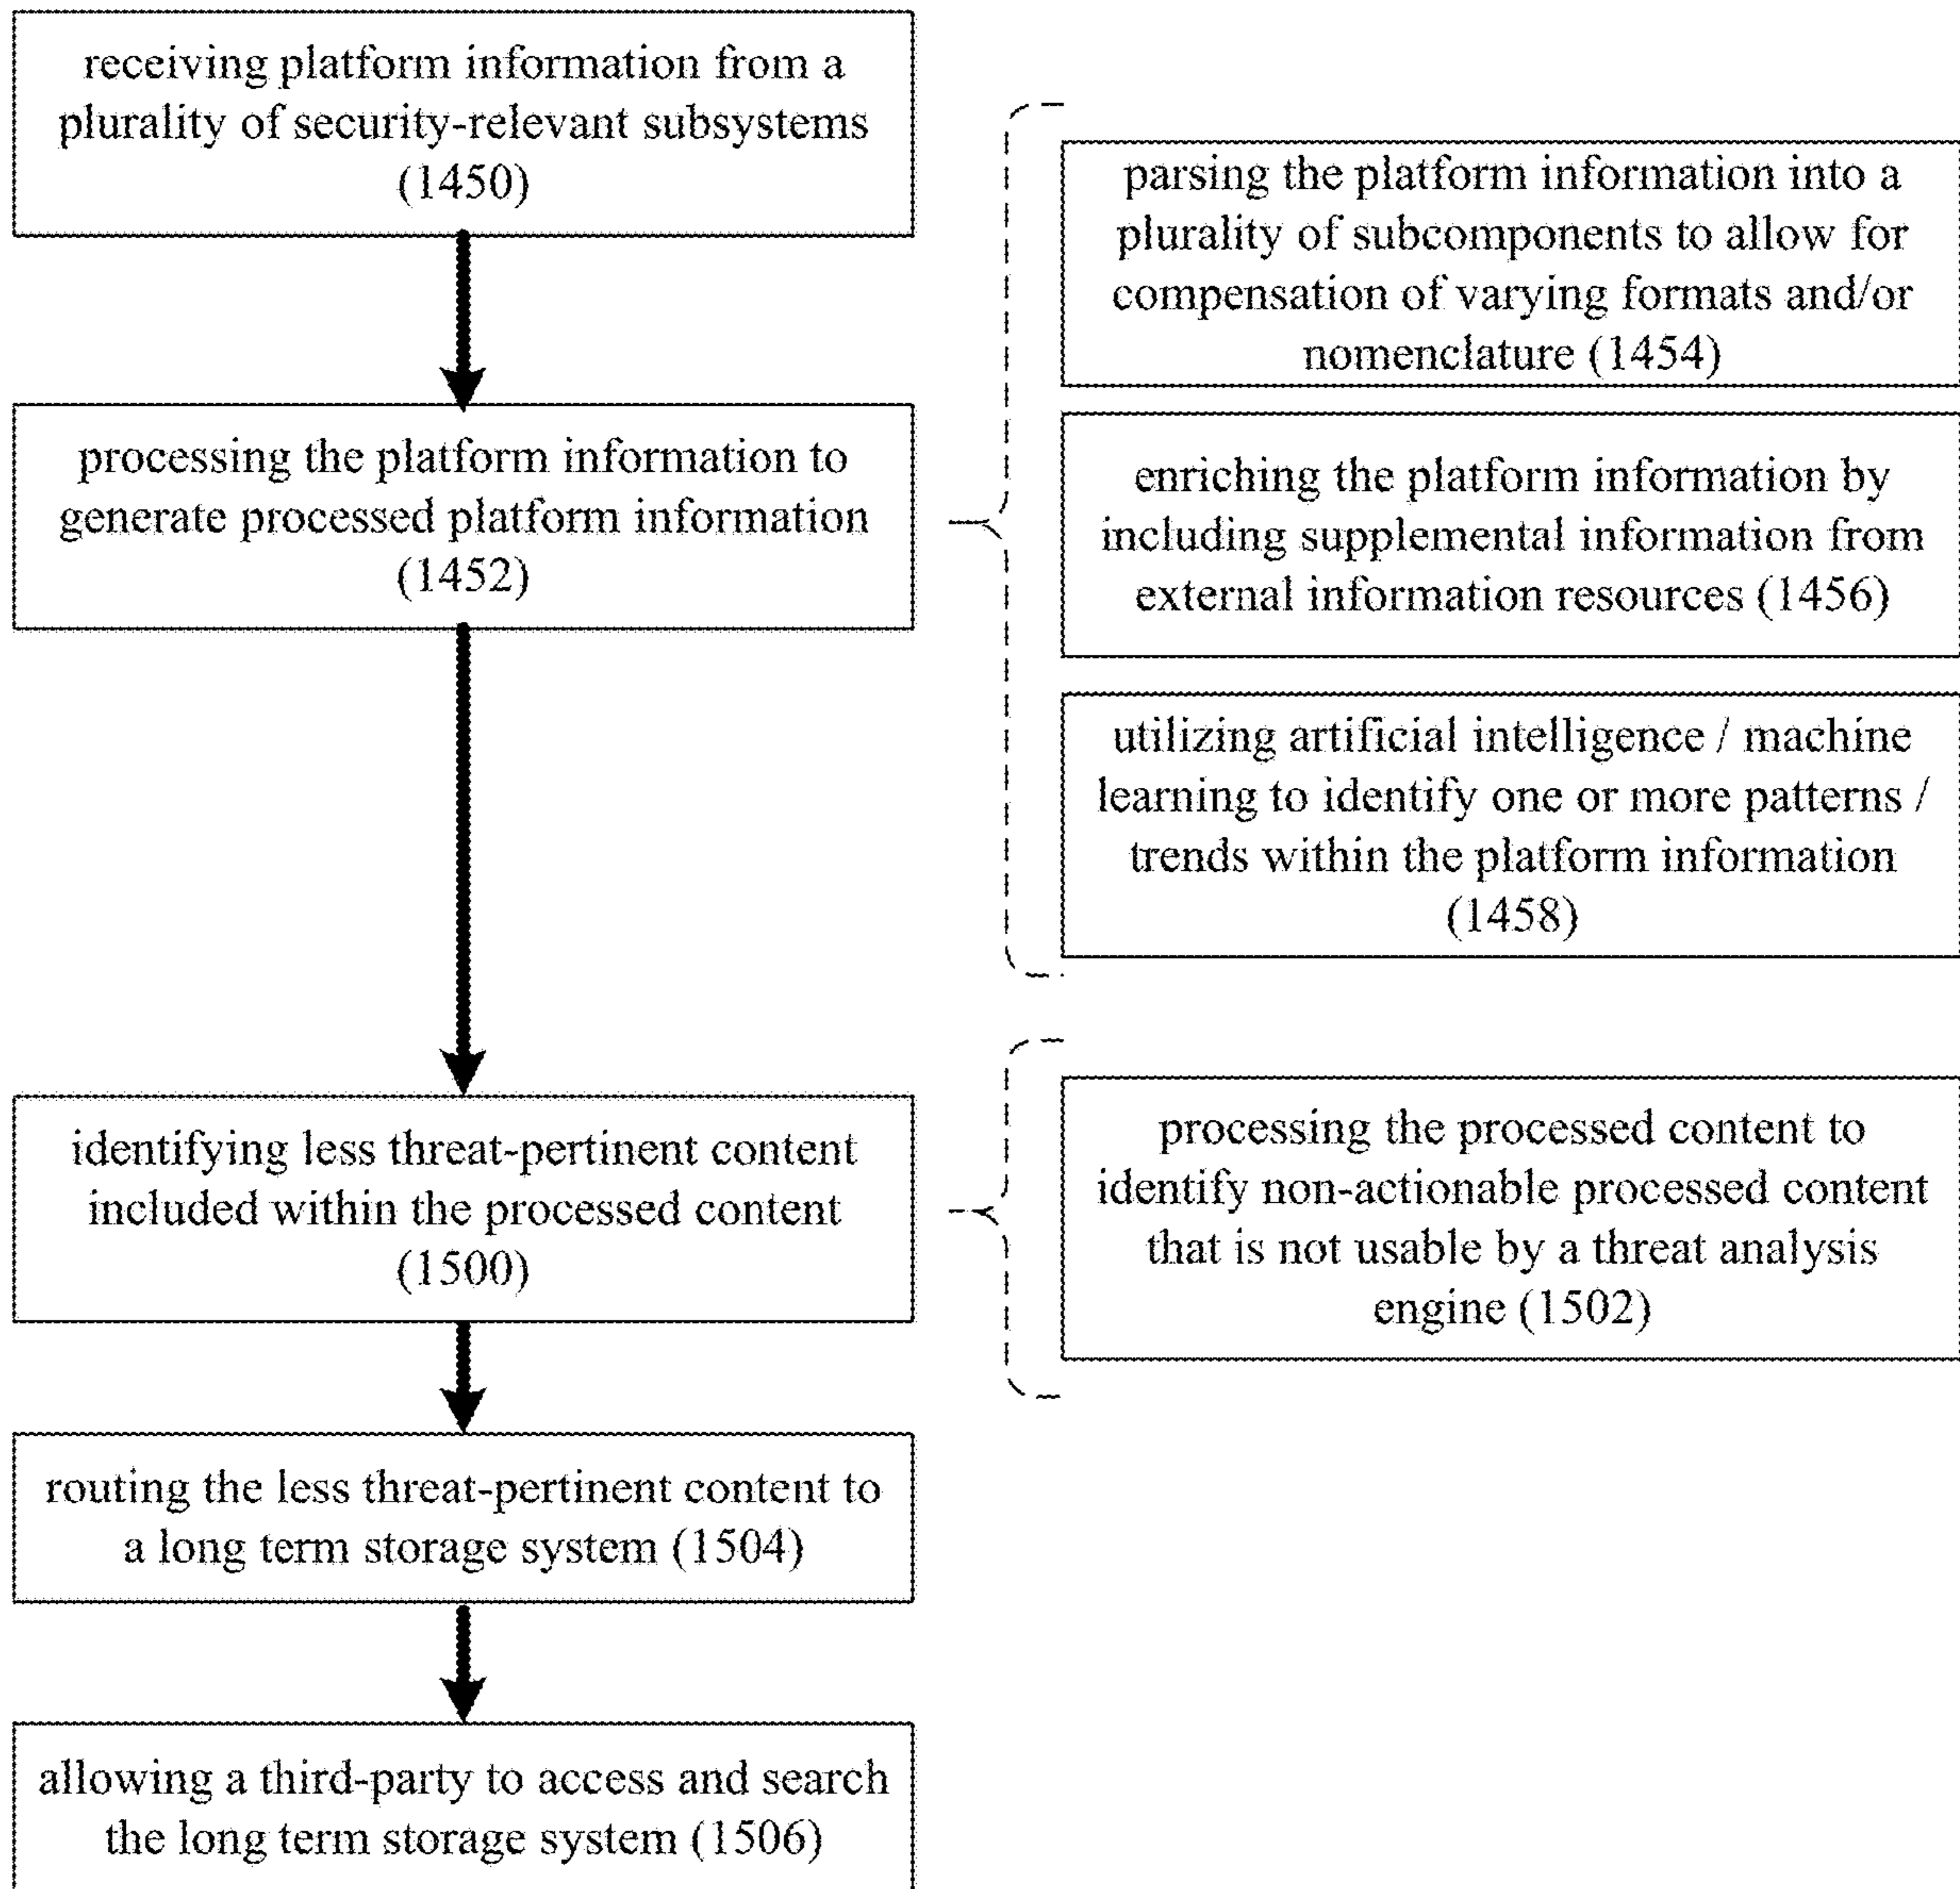 receiving platform information from a
plurality of security-relevant subsystems
(1450)
processing the platform information to
generate processed platform information
(1452)
parsing the platform information into a
plurality of subcomponents to allow for
compensation of varying formats and/or
nomenclature (1454)
enriching the platform information by
including supplemental information from
external information resources (1456)
utilizing artificial intelligence / machine
learning to identify one or more patterns /
trends within the platform information
(1458)
identifying less threat-pertinent content
included within the processed content
(1500)
processing the processed content to
identify non-actionable processed content
that is not usable by a threat analysis
engine (1502)
routing the less threat-pertinent content to
a long term storage system (1504)
allowing a third-party to access and search
the long term storage system (1506)